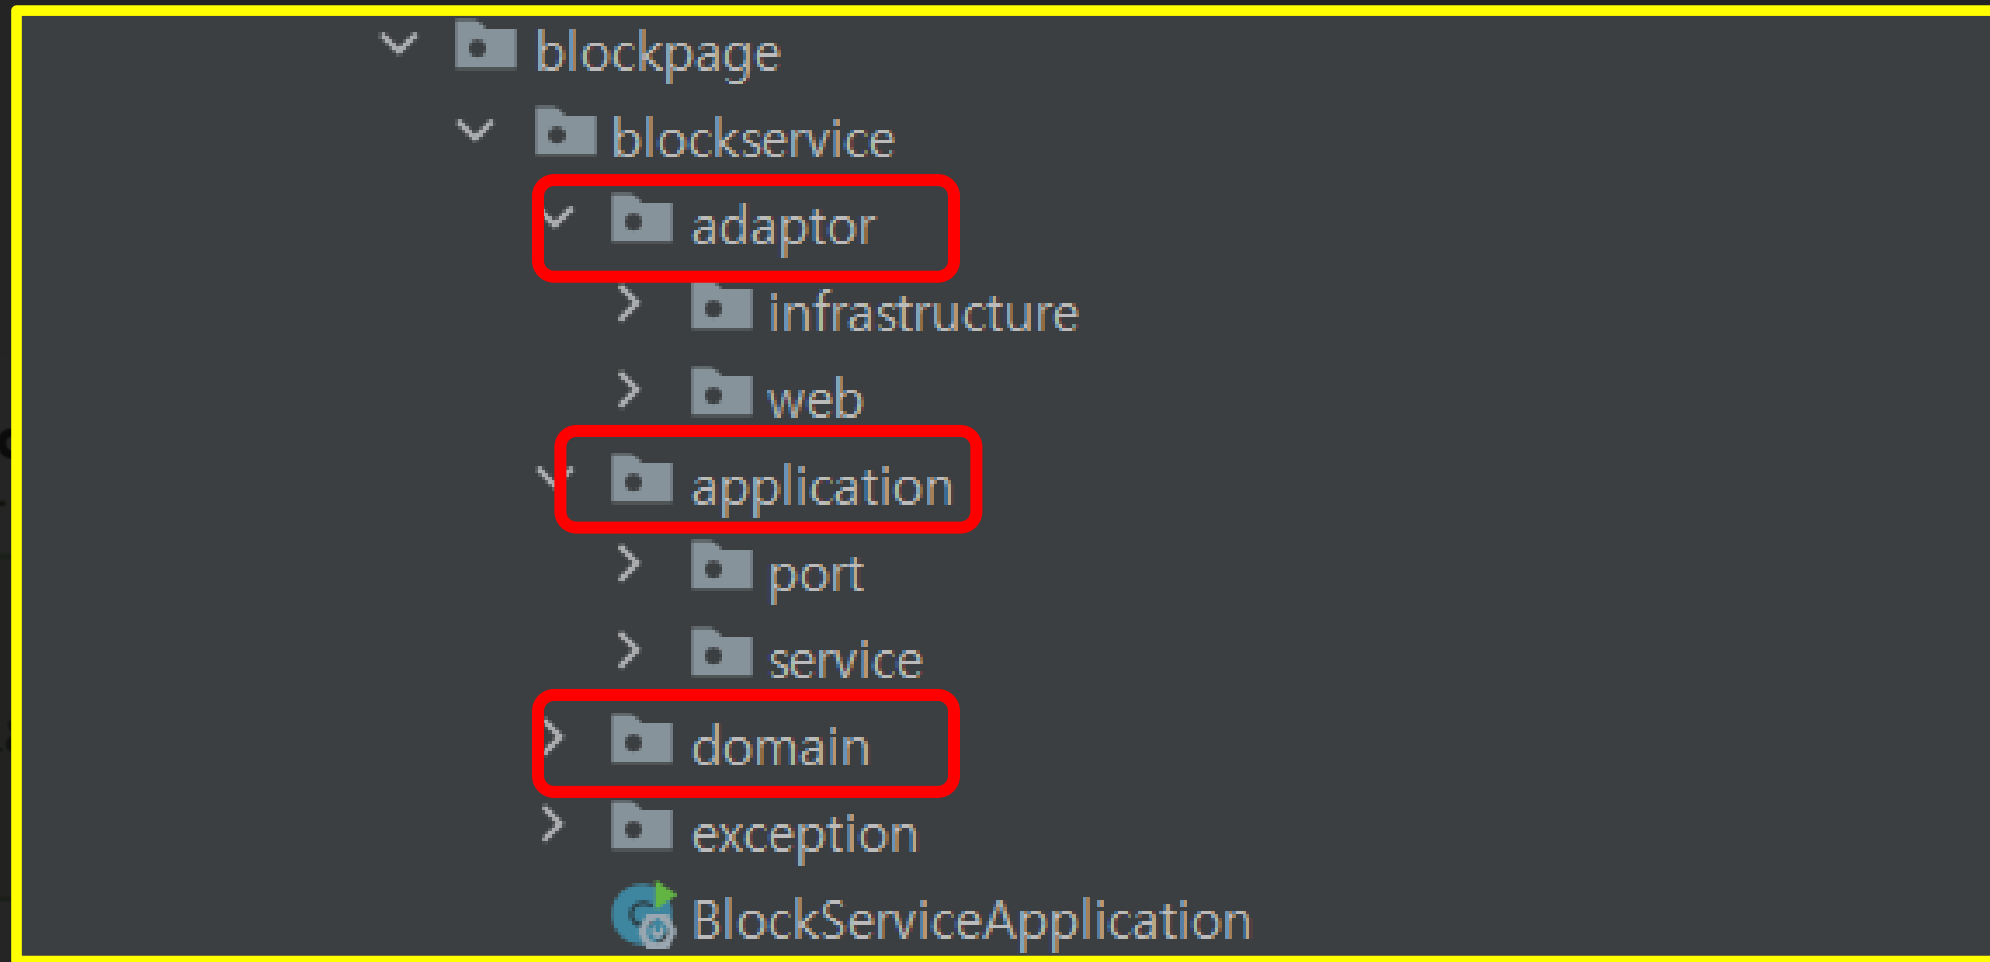 blockpage
blockservice
adaptor
infrastructure
web
application
port
service
domain
exception
BlockServiceApplication